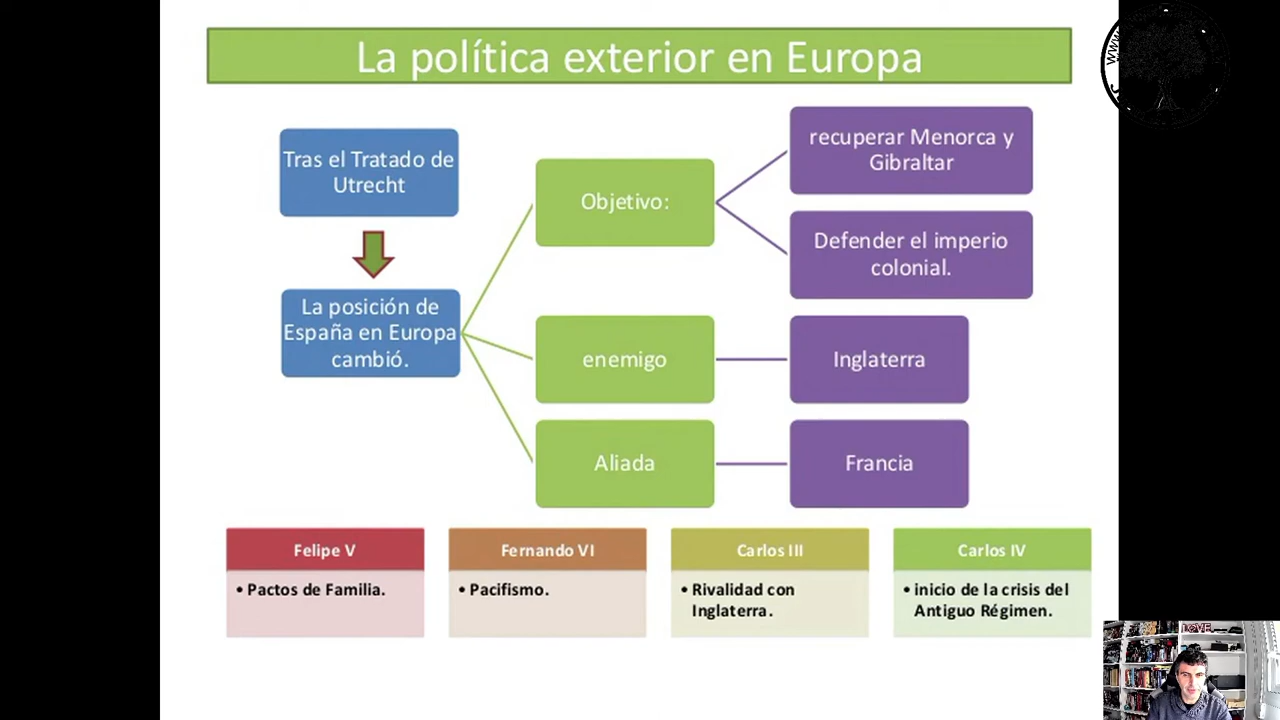 La política exterior en Europa
Tras el Tratado de
Utrecht
La posición de
España en Europa
cambió.
Objetivo:
recuperar Menorca y
Gibraltar
Defender el imperio
colonial.
enemigo
Inglaterra
Aliada
Francia
Felipe V
• Pactos de Familia.
Fernando VI
• Pacifismo.
Carlos III
• Rivalidad con
Inglaterra.
Carlos IV
• inicio de la crisis del
Antiguo Régimen.
LOVE